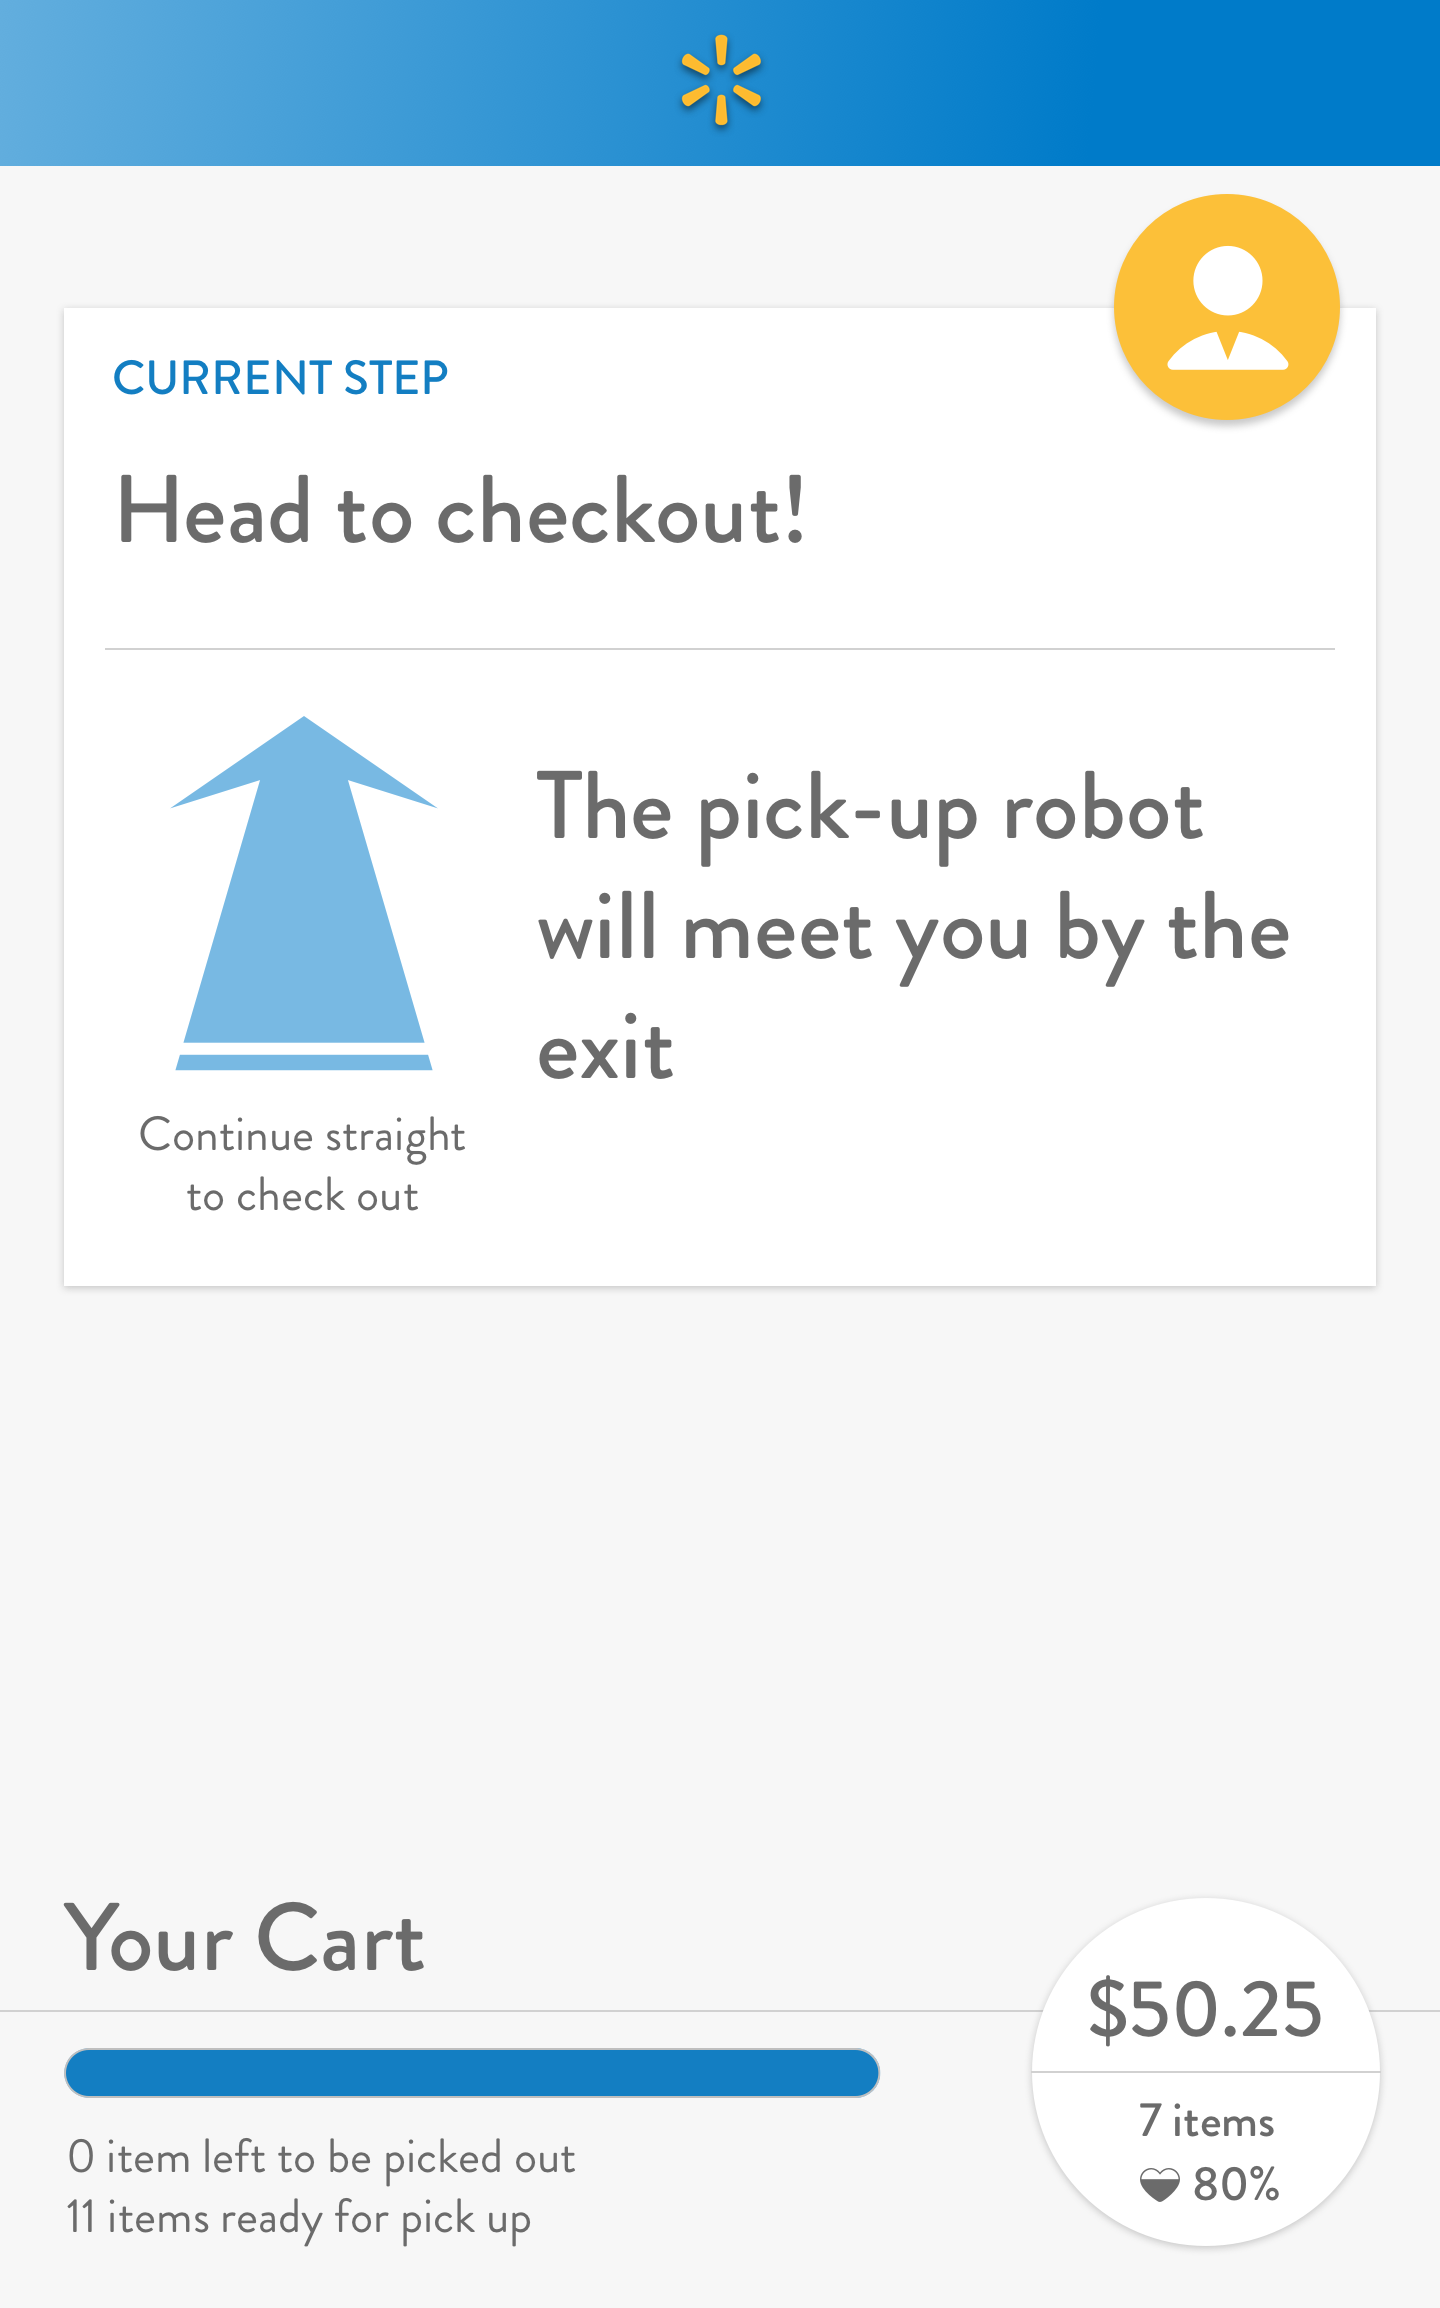 CURRENT STEP
Head to checkout!
The pick-up robot
will meet you by the
exit
Continue straight
to check out
Your Cart
$50.25
7 items
80%
0 item left to be picked out
11 items ready for pick up